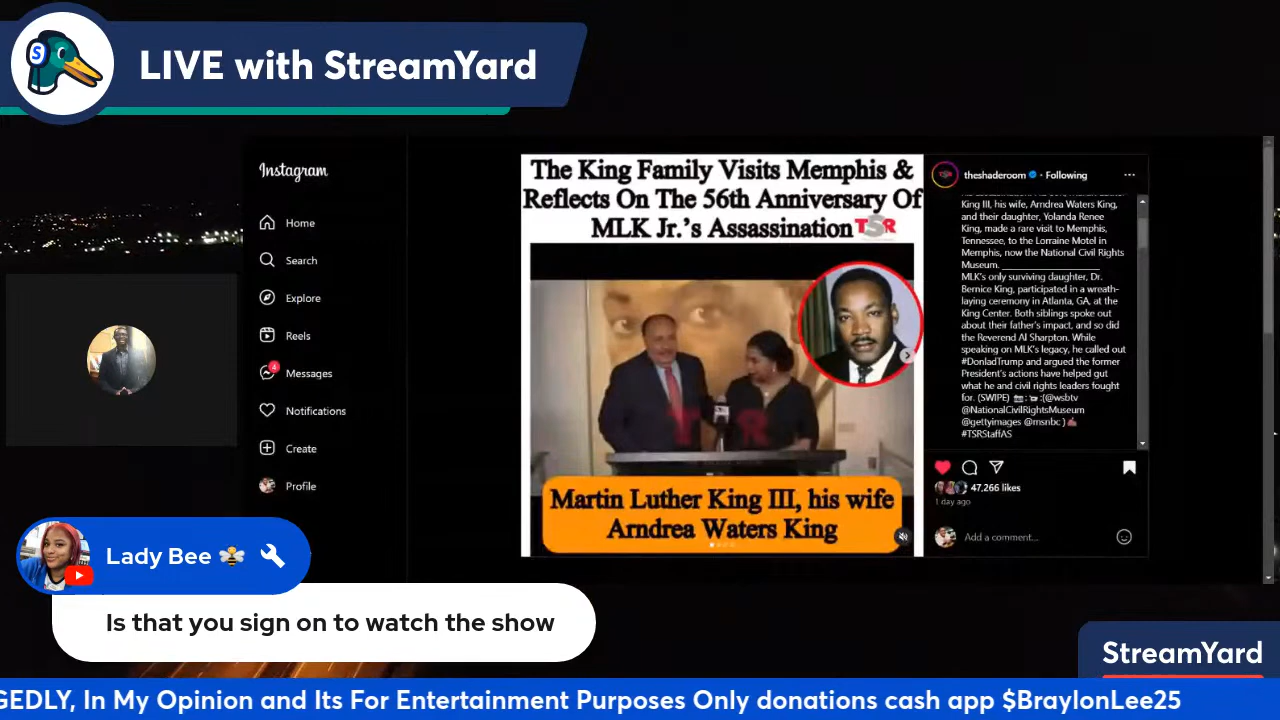 LIVE with StreamYard
Instagram
Home
Search
Explore
Reels
4
Messages
Notifications
Create
Profile
The King Family Visits Memphis &
Reflects On The 56th Anniversary Of
MLK Jr.'s Assassination TSR
Martin Luther King III, his wife
Arndrea Waters King
theshaderoom • Following
King III, his wife, Arndrea Waters King,
and their daughter, Yolanda Renee
King, made a rare visit to Memphis,
Tennessee, to the Lorraine Motel in
Memphis, now the National Civil Rights
Museum.
MLK's only surviving daughter, Dr.
Bernice King, participated in a wreath-
laying ceremony in Atlanta, GA, at the
King Center. Both siblings spoke out
about their father's impact, and so did
the Reverend Al Sharpton. While
speaking on MLK's legacy, he called out
#DonladTrump and argued the former
President's actions have helped gut
what he and civil rights leaders fought
for. (SWIPE) 📷:📹:(@wsbtv
@NationalCivilRightsMuseum
@gettyimages @msnbc)✍🏾
#TSRStaffAS
47,266 likes
1 day ago
Add a comment...
Lady Bee 🐝
Is that you sign on to watch the show
StreamYard
GEDLY, In My Opinion and Its For Entertainment Purposes Only donations cash app $BraylonLee25